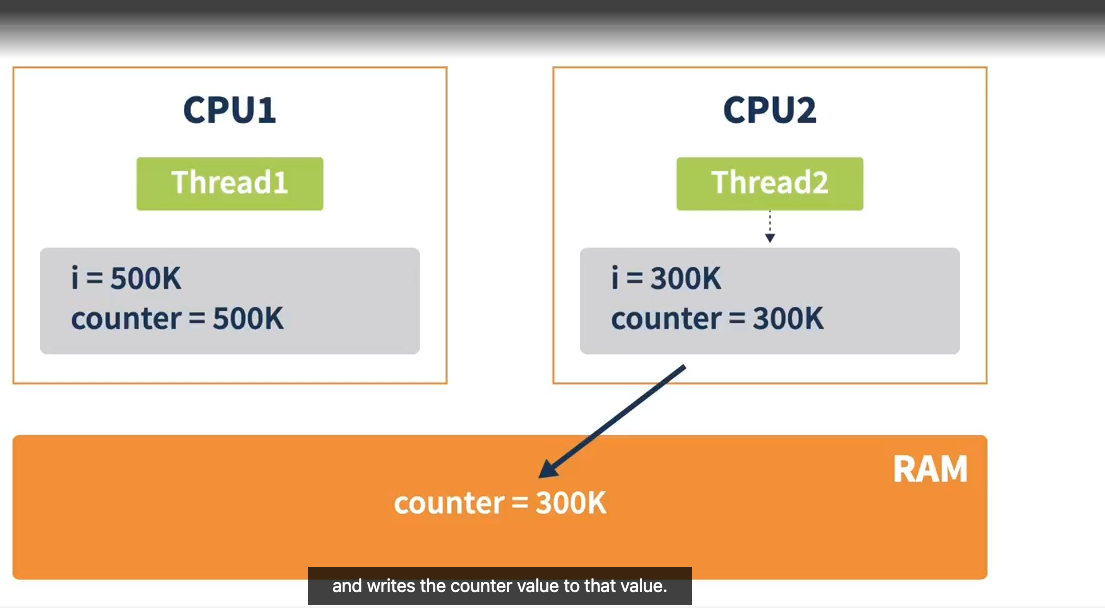 CPU1
Thread1
i = 500K
counter = 500K
CPU2
Thread2
i = 300K
counter = 300K
RAM
counter = 300K
and writes the counter value to that value.